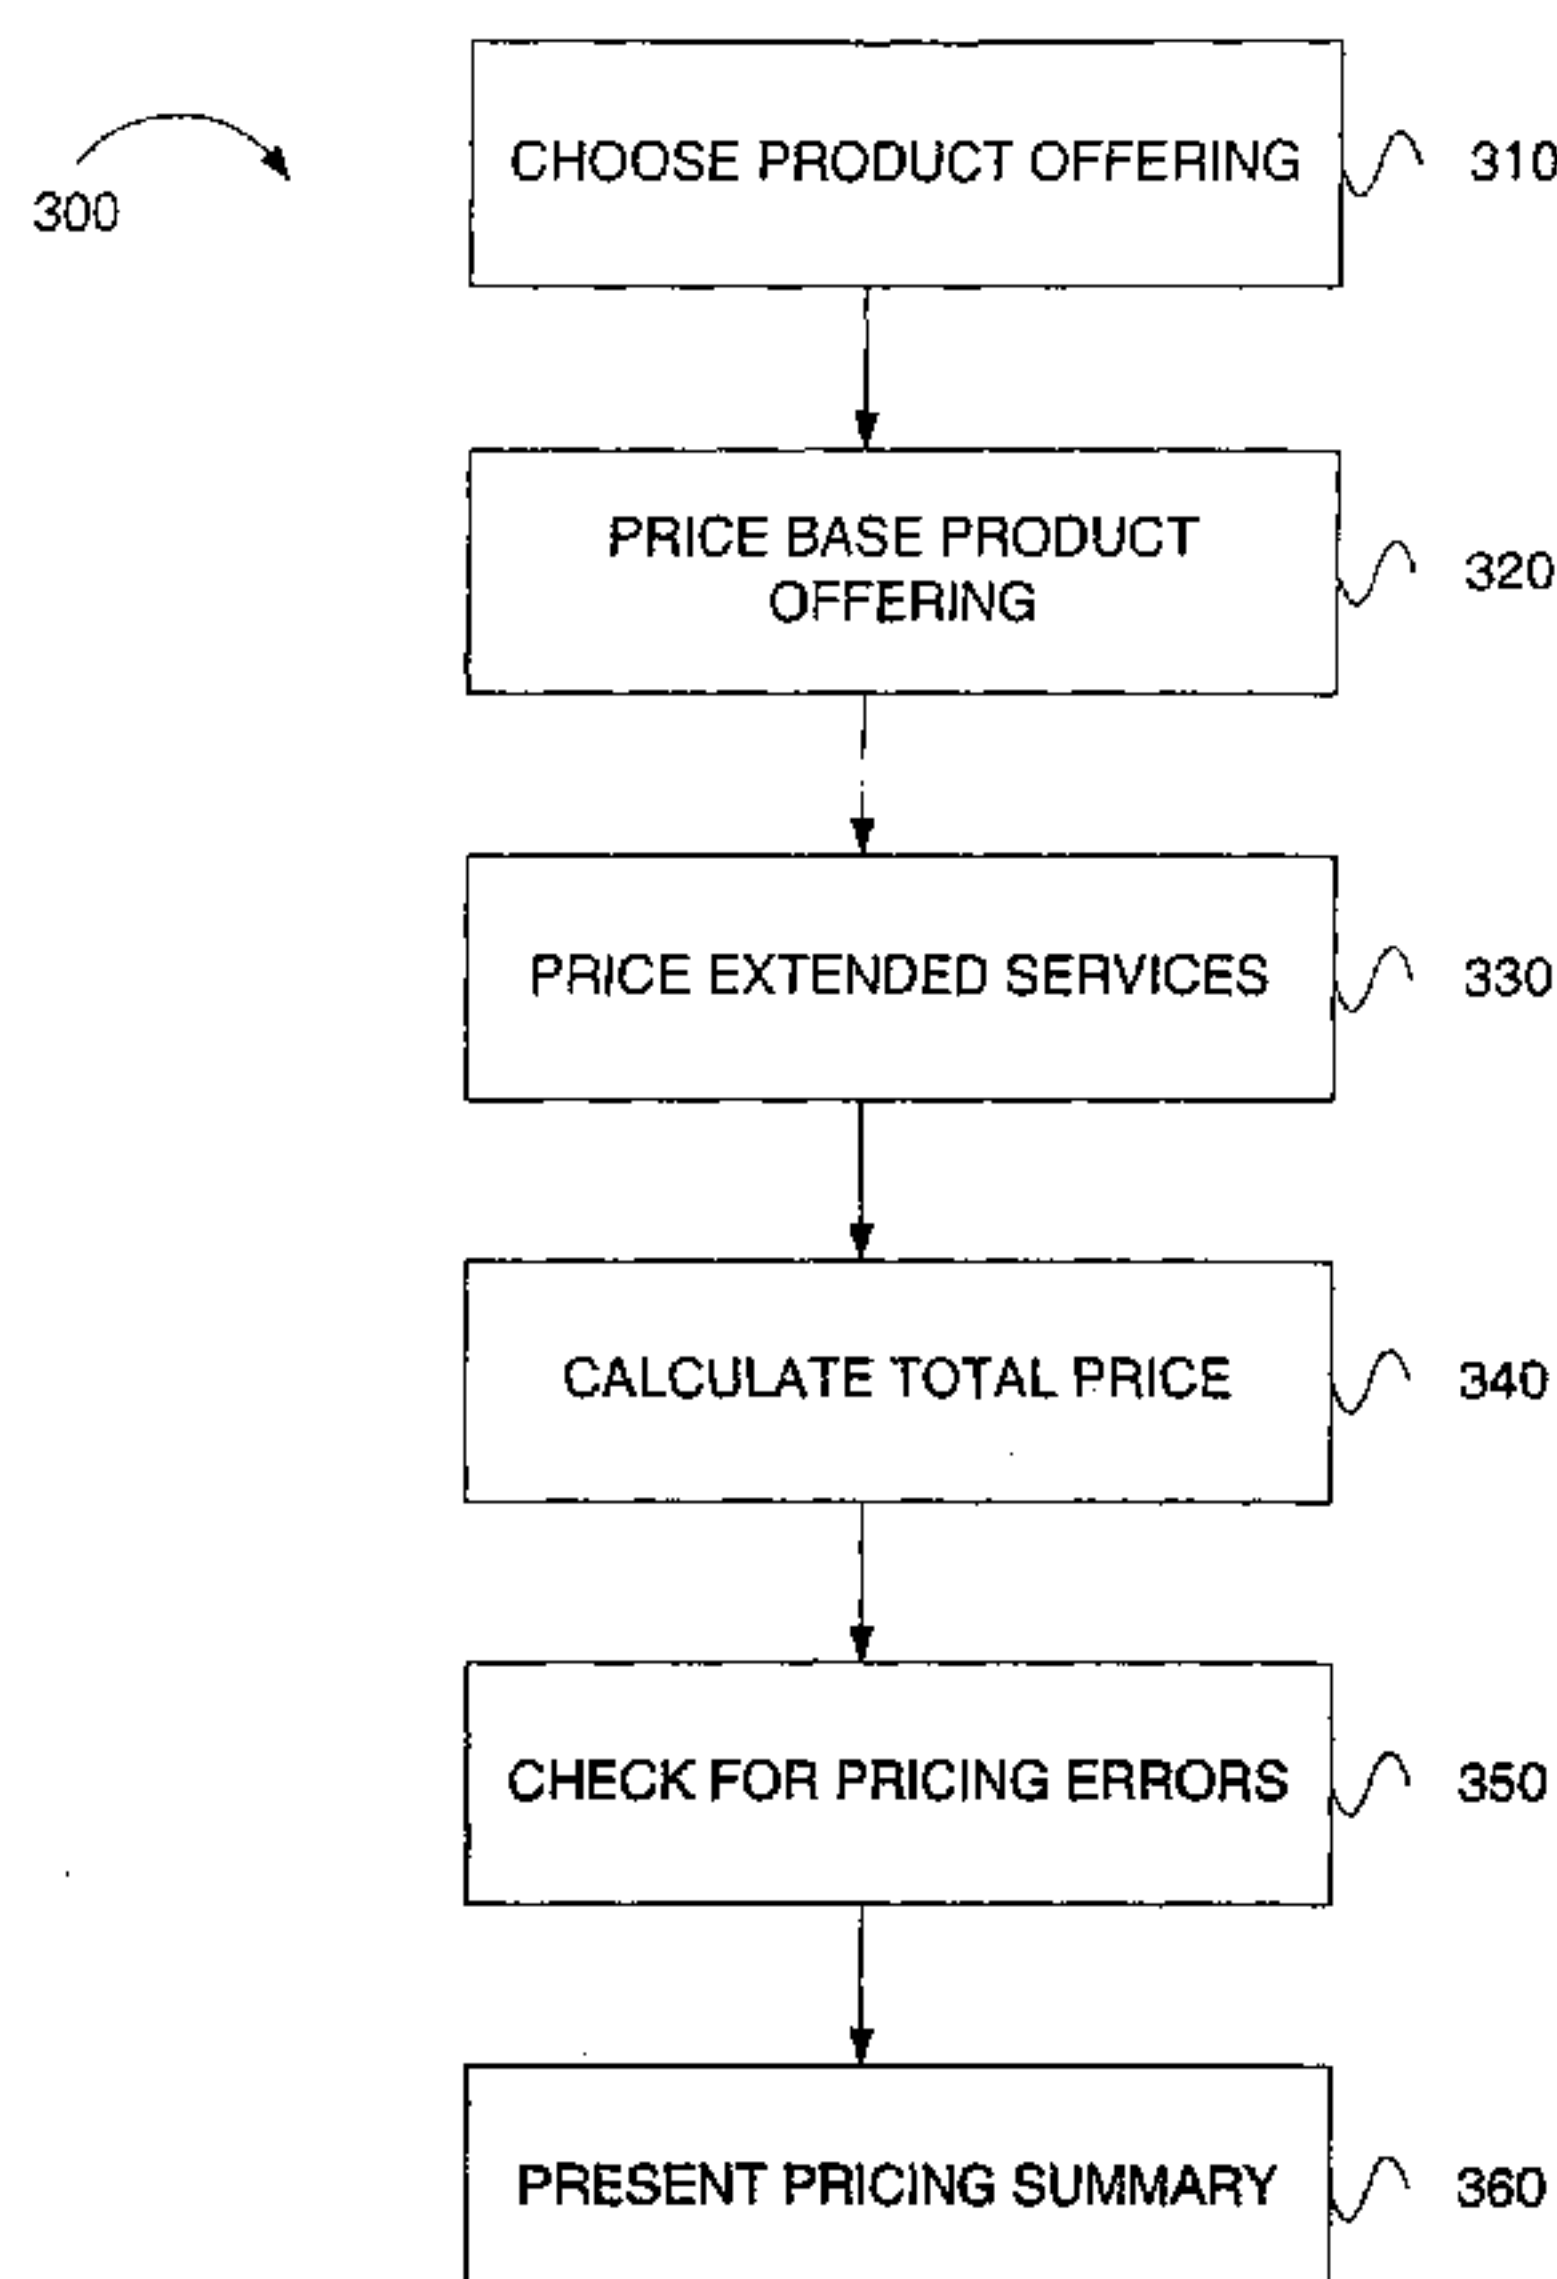 CHOOSE PRODUCT OFFERING
310
300
PRICE BASE PRODUCT
OFFERING
320
PRICE EXTENDED SERVICES
330
CALCULATE TOTAL PRICE
340
CHECK FOR PRICING ERRORS
350
PRESENT PRICING SUMMARY
360